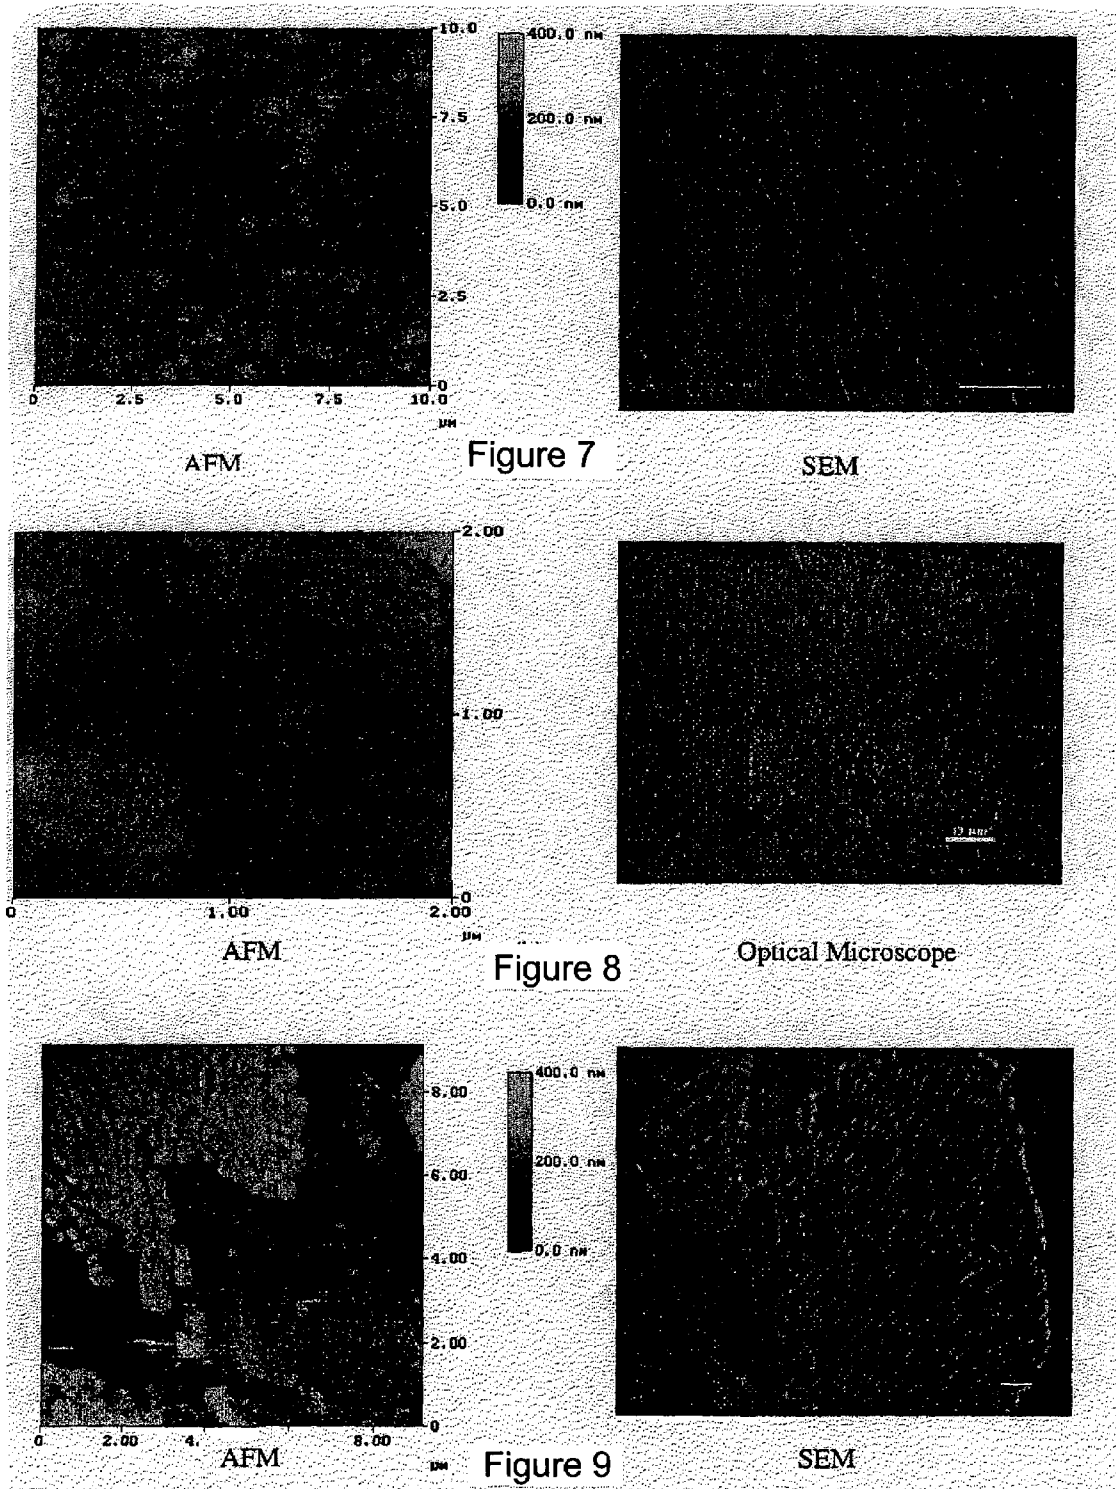 10.0
7.5
5.0
2.5
0
0 2.5 5.0 7.5 10.0
μM
400.0 nM
200.0 nM
0.0 nM
AFM
Figure 7
SEM
2.00
1.00
0
0 1.00 2.00
μM
AFM
Figure 8
Optical Microscope
8.00
6.00
4.00
2.00
0
0 2.00 4. 8.00
μM
400.0 nM
200.0 nM
0.0 nM
AFM
Figure 9
SEM